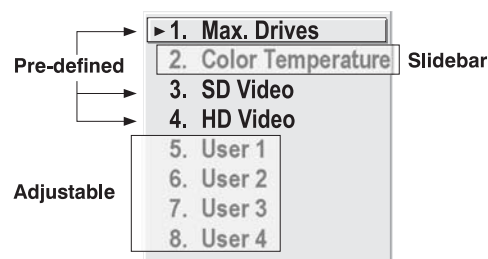 ▸1. Max. Drives
Pre-defined
2. Color Temperature
Slidebar
3. SD Video
4. HD Video
5. User 1
6. User 2
Adjustable
7. User 3
8. User 4